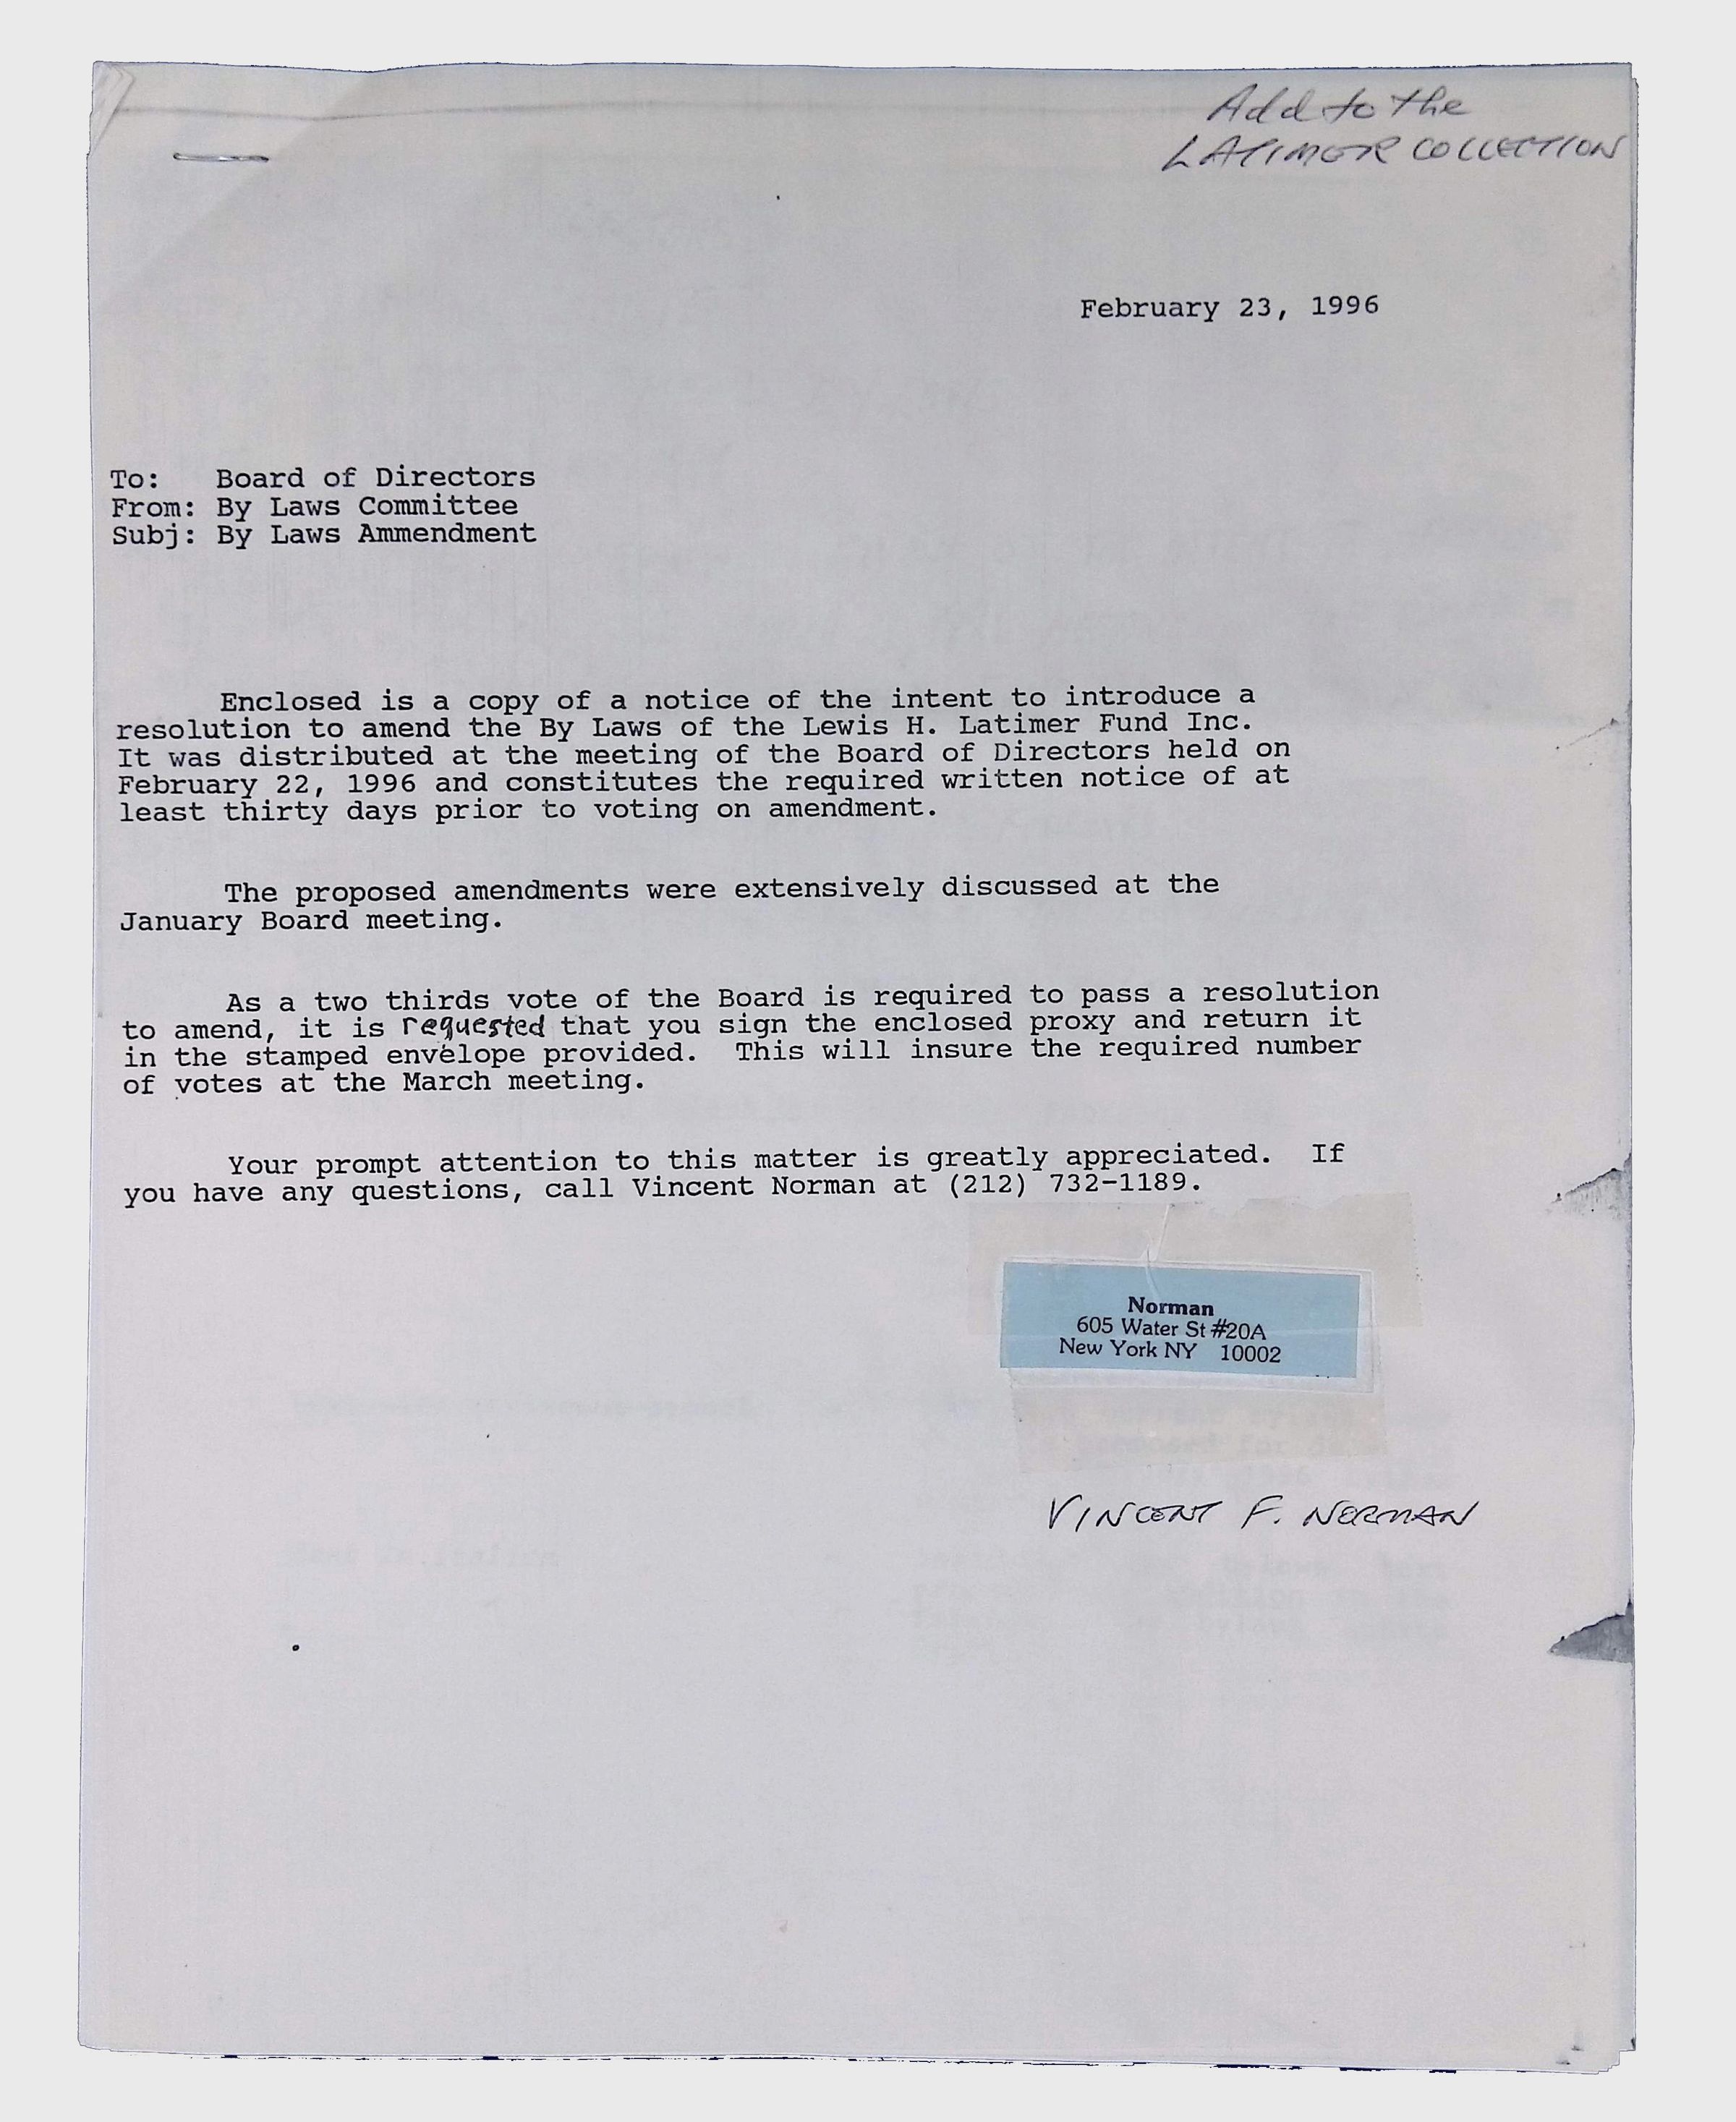 Add to the
LATIMER COLLECTION
February 23, 1996
To: Board of Directors
From: By Laws Committee
Subj: By Laws Ammendment
Enclosed is a copy of a notice of the intent to introduce a
resolution to amend the By Laws of the Lewis H. Latimer Fund Inc.
It was distributed at the meeting of the Board of Directors held on
February 22, 1996 and constitutes the required written notice of at
least thirty days prior to voting on amendment.
The proposed amendments were extensively discussed at the
January Board meeting.
As a two thirds vote of the Board is required to pass a resolution
to amend, it is requested that you sign the enclosed proxy and return it
in the stamped envelope provided. This will insure the required number
of votes at the March meeting.
Your prompt attention to this matter is greatly appreciated. If
you have any questions, call Vincent Norman at (212) 732-1189.
Norman
605 Water St #20A
New York NY 10002
VINCENT F. NORMAN